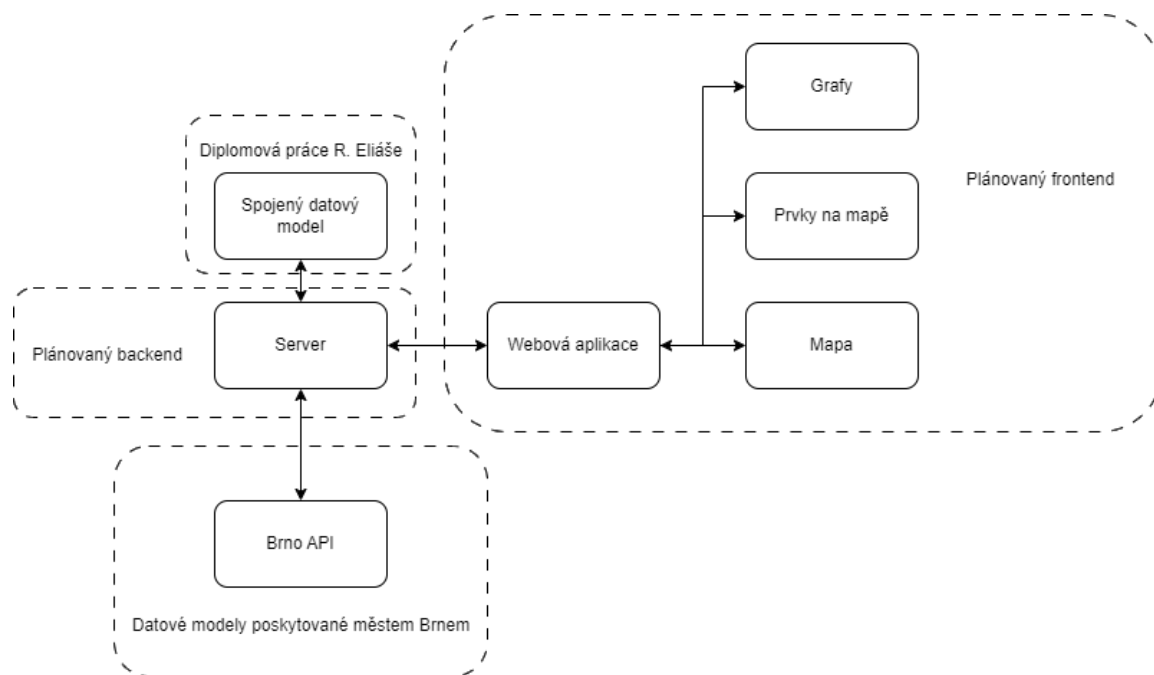 Grafy
Diplomová práce R. Eliáše
Spojený datový
model
Prvky na mapě
Plánovaný frontend
Plánovaný backend
Server
Webová aplikace
Mapa
Brno API
Datové modely poskytované městem Brnem